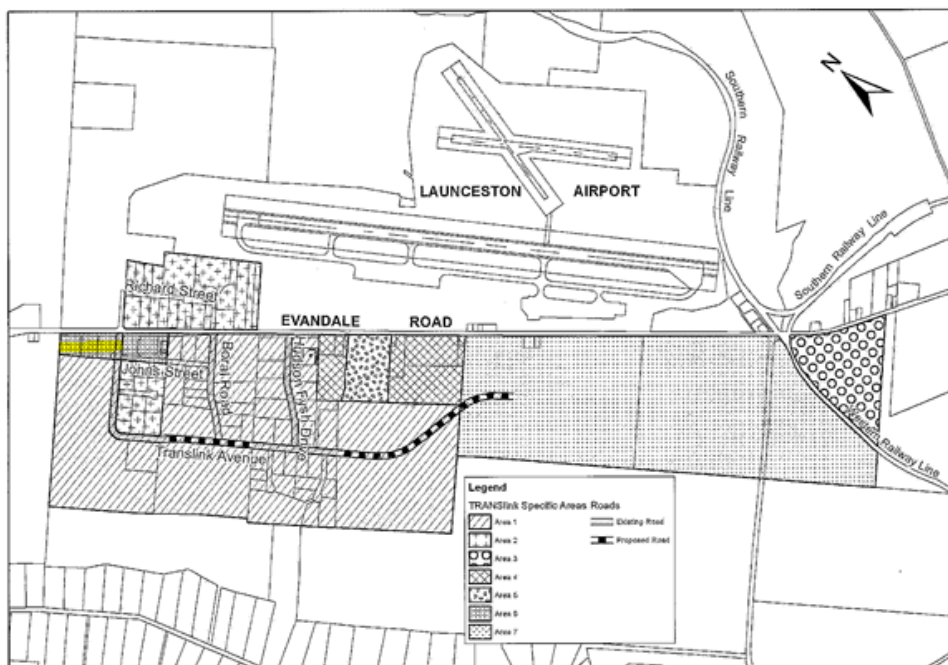 N
Southern Railway Line
LAUNCESTON AIRPORT
Southern Railway Line
Richard Street
EVANDALE ROAD
Johns Street
Boral Road
Hudson Fysh Drive
Western Railway Line
Translink Avenue
Legend
TRANSlink Specific Areas Roads
Area 1 Existing Road
Area 2 Proposed Road
Area 3
Area 4
Area 5
Area 6
Area 7